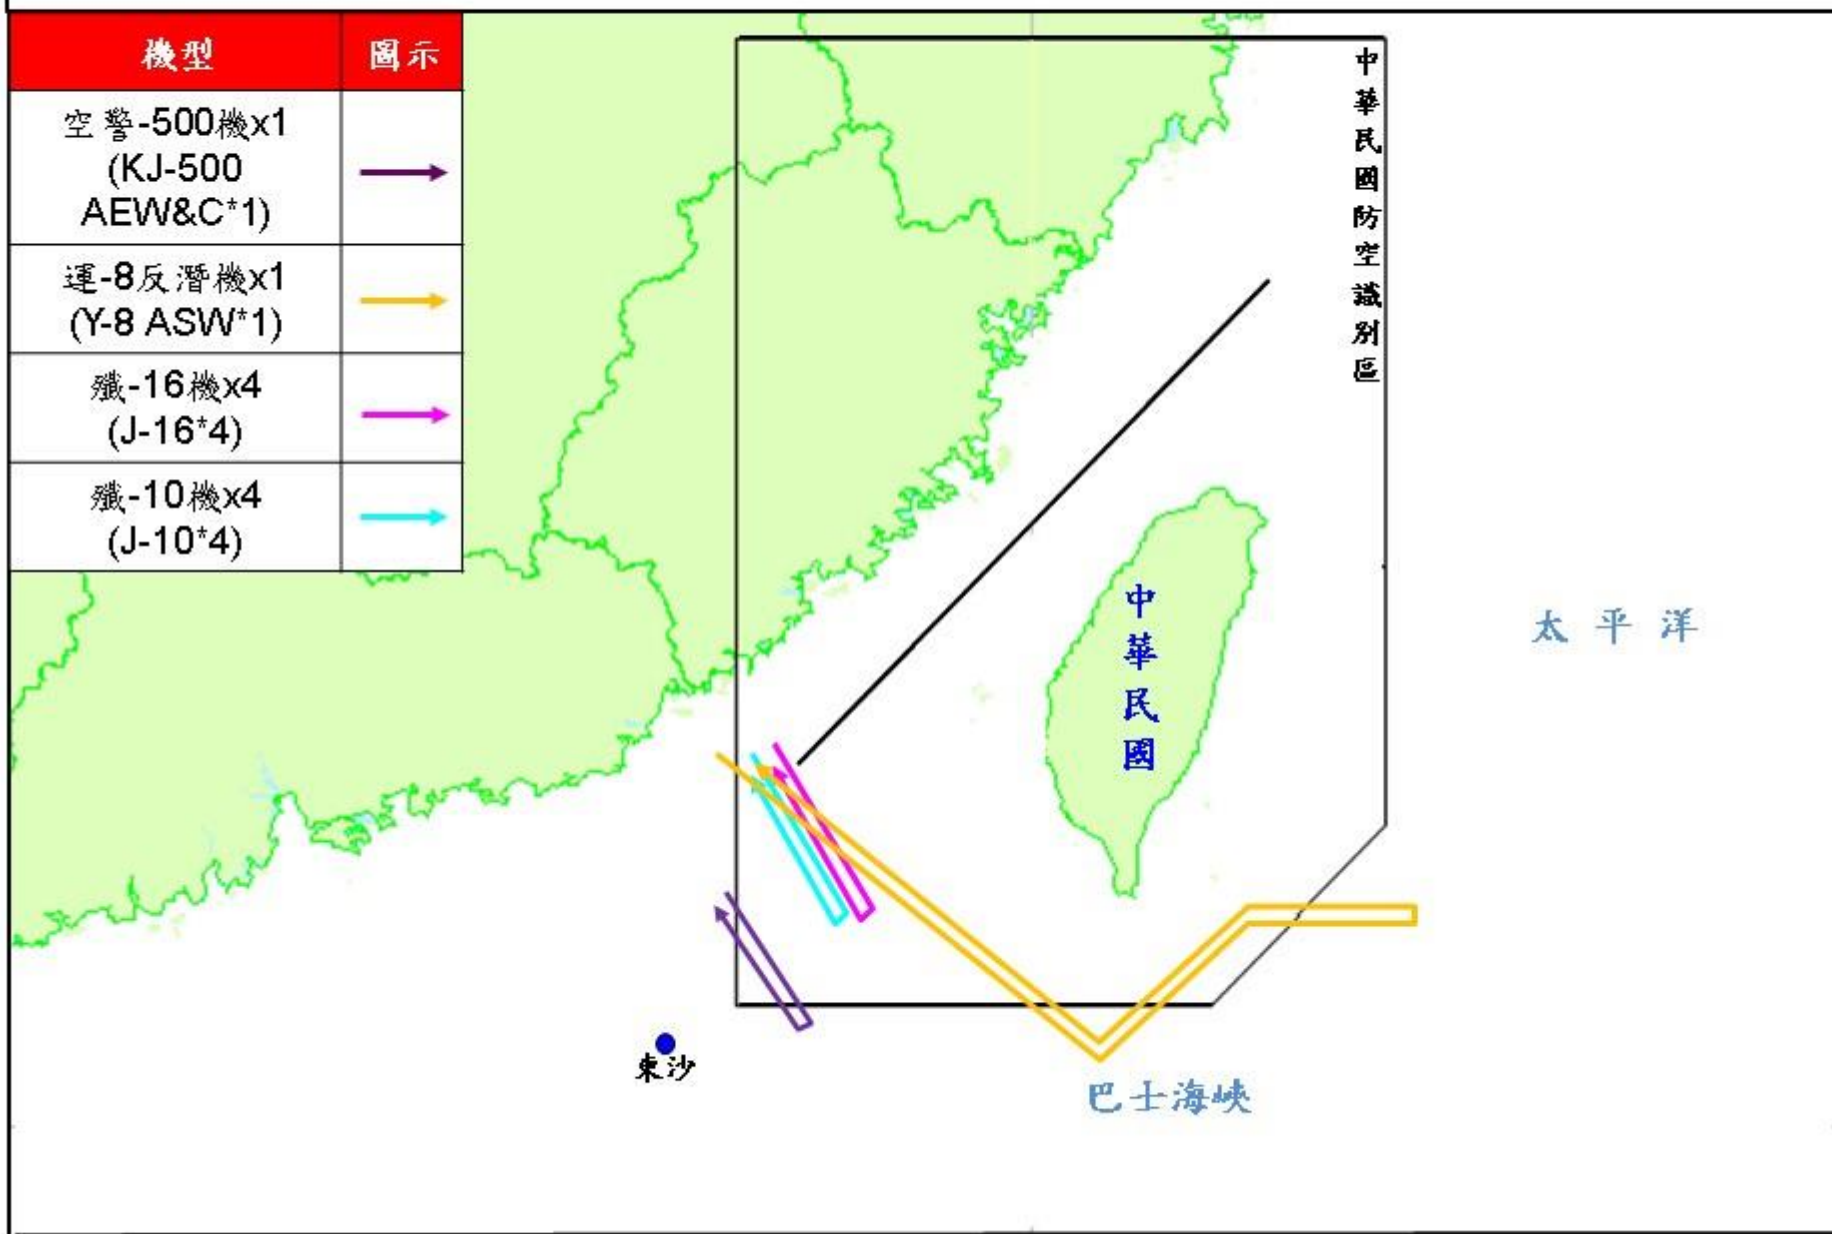 機型 圖示
空警-500機x1
(KJ-500
AEW&C*1)
運-8反潛機x1
(Y-8 ASW*1)
殲-16機x4
(J-16*4)
殲-10機x4
(J-10*4)
中華民國防空識別區
中華民國
太平洋
東沙
巴士海峽